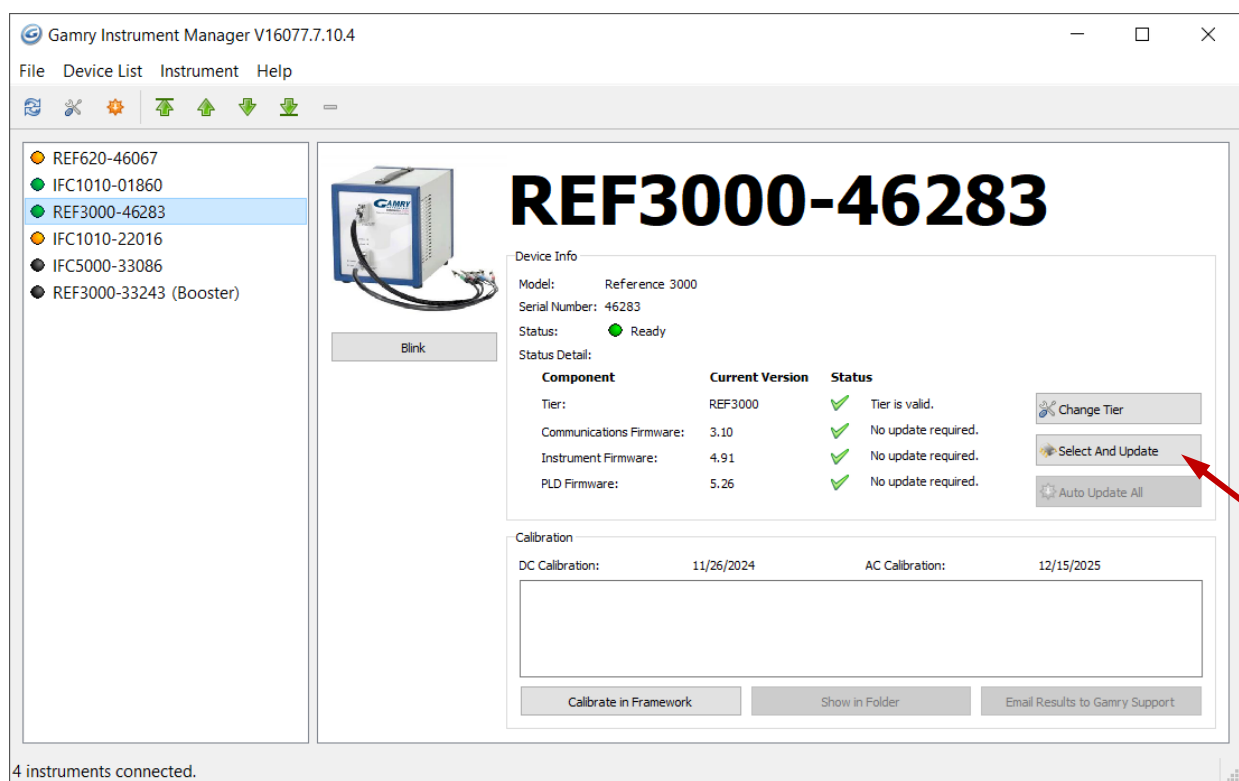 Gamry Instrument Manager V16077.7.10.4
File Device List Instrument Help
REF620-46067
IFC1010-01860
REF3000-46283
IFC1010-22016
IFC5000-33086
REF3000-33243 (Booster)
GAMRY
Blink
REF3000-46283
Device Info
Model: Reference 3000
Serial Number: 46283
Status: Ready
Status Detail:
Component Current Version Status
Tier: REF3000 Tier is valid. Change Tier
Communications Firmware: 3.10 No update required.
Instrument Firmware: 4.91 No update required. Select And Update
PLD Firmware: 5.26 No update required. Auto Update All
Calibration
DC Calibration: 11/26/2024 AC Calibration: 12/15/2025
Calibrate in Framework Show in Folder Email Results to Gamry Support
4 instruments connected.